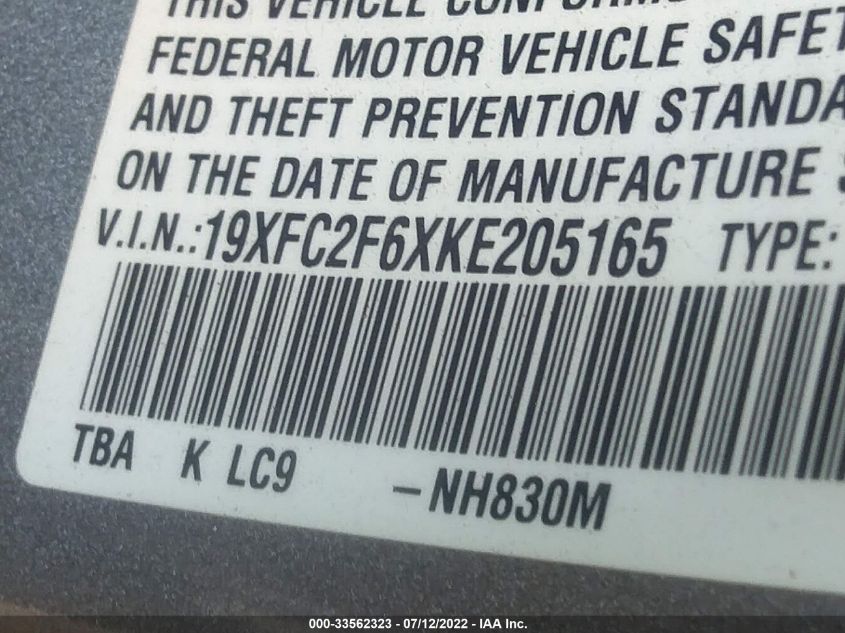 THIS VEHICLE CONFORMS
FEDERAL MOTOR VEHICLE SAFET
AND THEFT PREVENTION STANDA
ON THE DATE OF MANUFACTURE S
V.I.N.:19XFC2F6XKE205165 TYPE:
TBA K LC9 -NH830M
000-33562323 - 07/12/2022 - IAA Inc.